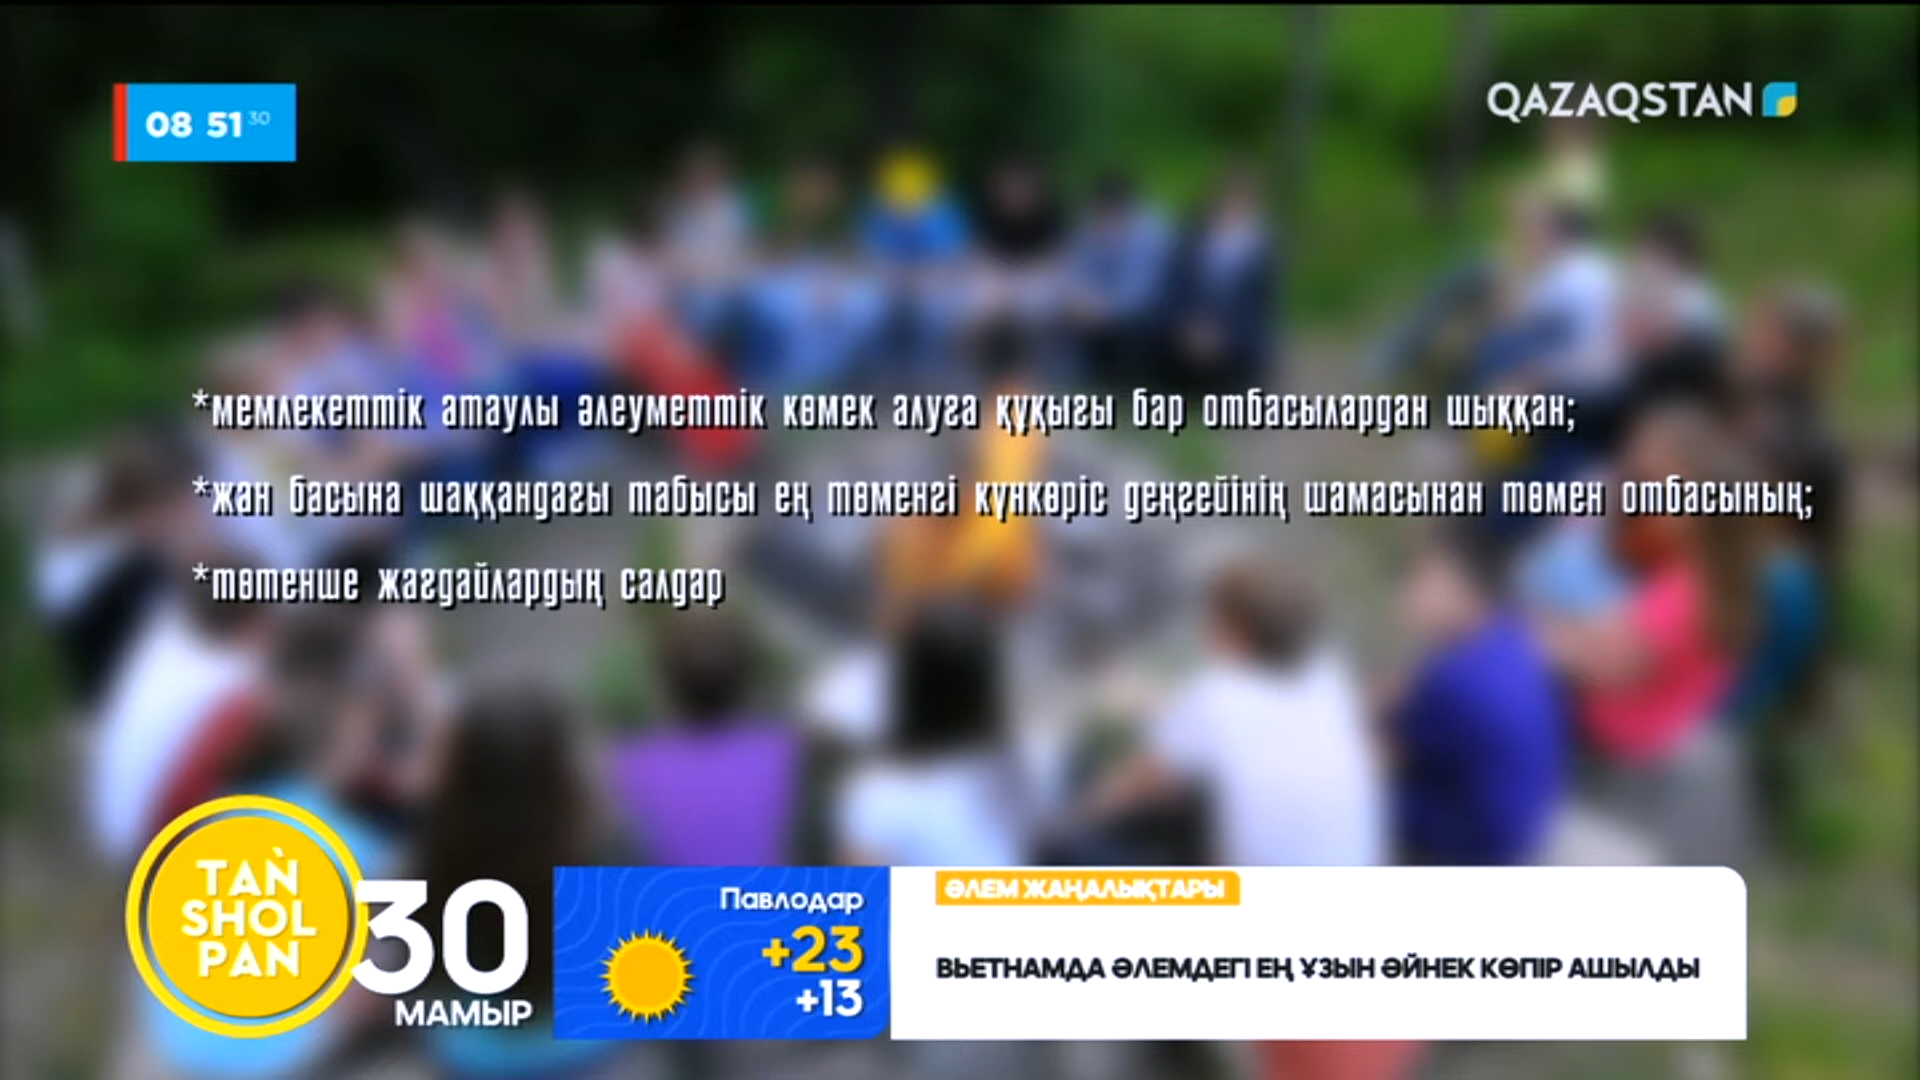 08 51 30
QAZAQSTAN
*мемлекеттік атаулы әлеуметтік көмек алуға құқығы бар отбасылардан шыққан;
*жан басына шаққандағы табысы ең төменгі күнкөріс деңгейінің шамасынан төмен отбасының;
*төтенше жағдайлардың салдар
TAŃ
SHOL
PAN
30
МАМЫР
Павлодар
+23
+13
ӘЛЕМ ЖАҢАЛЫҚТАРЫ
ВЬЕТНАМДА ӘЛЕМДЕГІ ЕҢ ҰЗЫН ӘЙНЕК КӨПІР АШЫЛДЫ